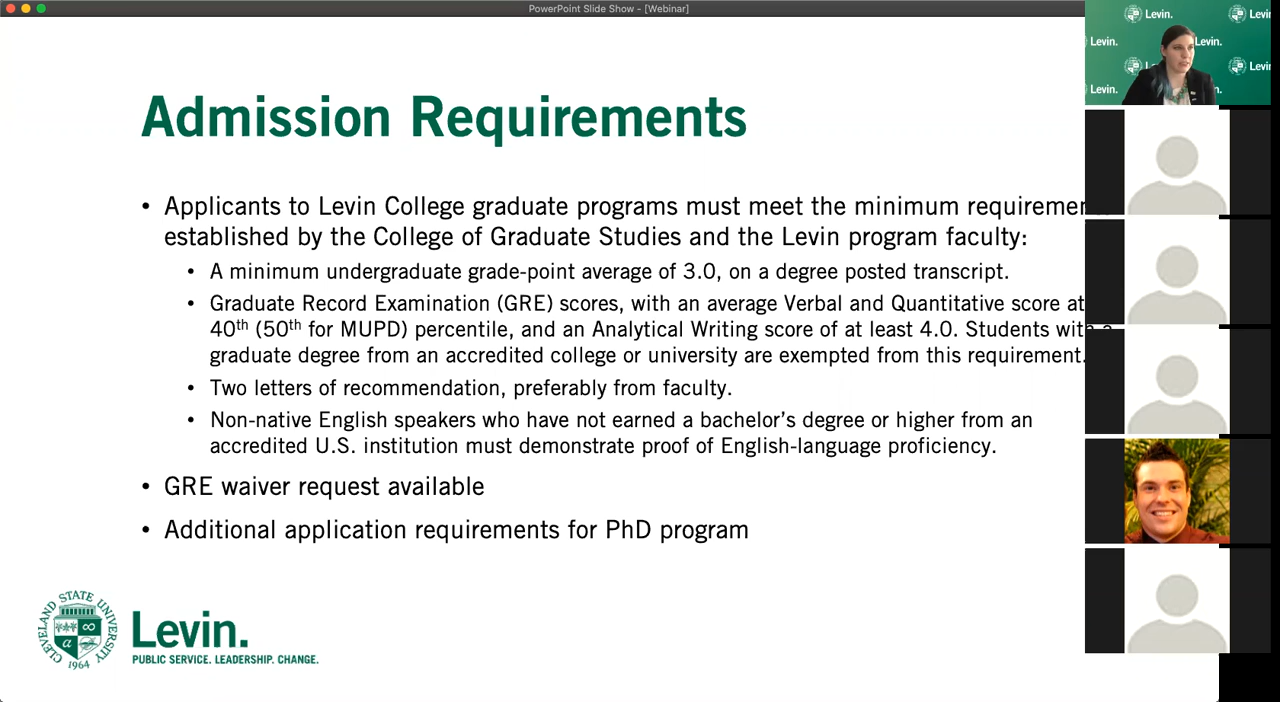 PowerPoint Slide Show - [Webinar]
Levin.
Levin.
Levin.
Levin.
Levin.
Admission Requirements
• Applicants to Levin College graduate programs must meet the minimum
established by the College of Graduate Studies and the Levin program faculty:
• A minimum undergraduate grade-point average of 3.0, on a degree posted transcript.
• Graduate Record Examination (GRE) scores, with an average Verbal and Quantitative score at
40th (50th for MUPD) percentile, and an Analytical Writing score of at least 4.0. Students with a
graduate degree from an accredited college or university are exempted from this requirement.
• Two letters of recommendation, preferably from faculty.
• Non-native English speakers who have not earned a bachelor’s degree or higher from an
accredited U.S. institution must demonstrate proof of English-language proficiency.
• GRE waiver request available
• Additional application requirements for PhD program
CLEVELAND STATE UNIVERSITY
1964
Levin.
PUBLIC SERVICE. LEADERSHIP. CHANGE.